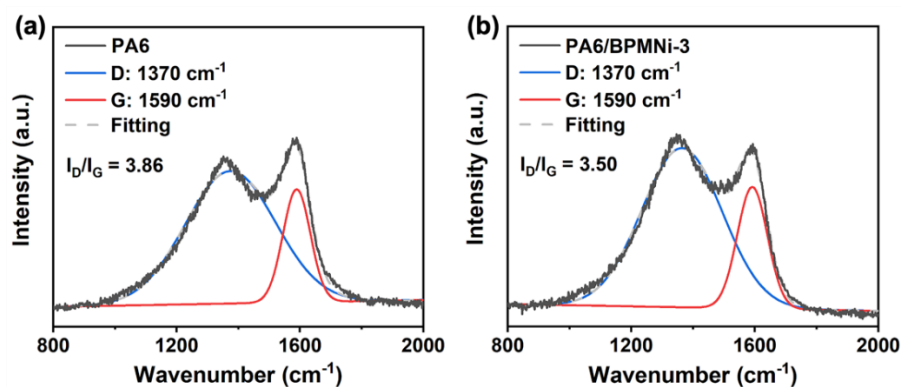 (a)
PA6
D: 1370 cm⁻¹
G: 1590 cm⁻¹
Fitting
I_D/I_G = 3.86
Intensity (a.u.)
800 1200 1600 2000
Wavenumber (cm⁻¹)
(b)
PA6/BPMNi-3
D: 1370 cm⁻¹
G: 1590 cm⁻¹
Fitting
I_D/I_G = 3.50
Intensity (a.u.)
800 1200 1600 2000
Wavenumber (cm⁻¹)